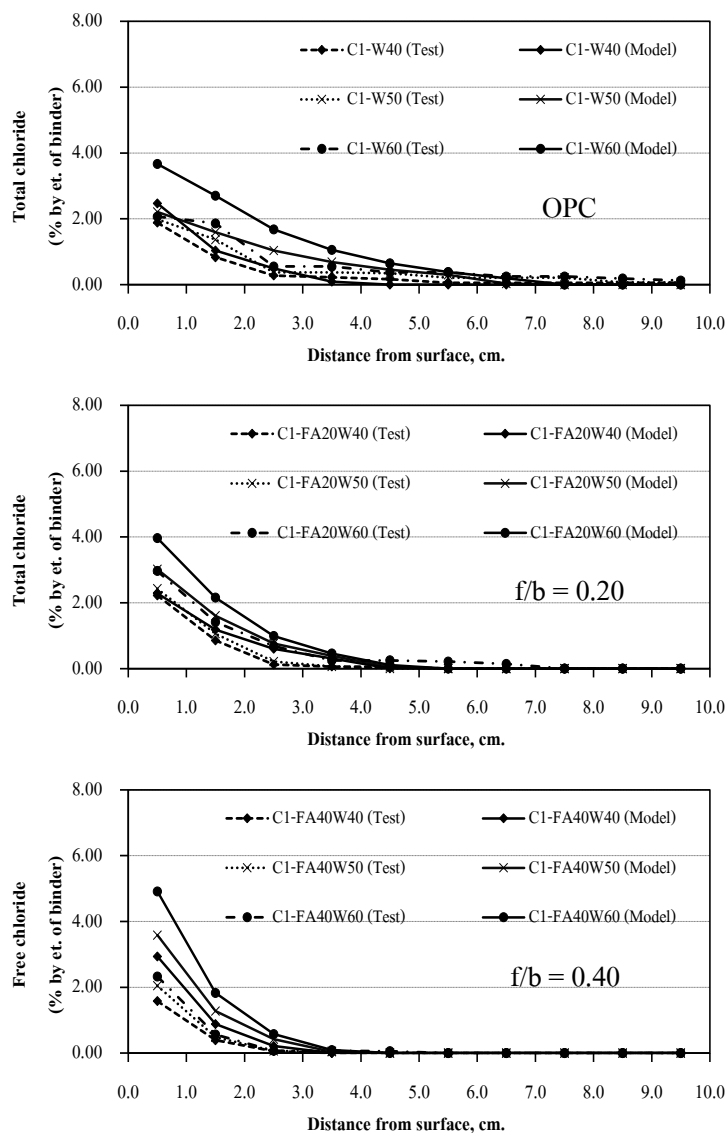 8.00
C1-W40 (Test)
C1-W40 (Model)
6.00
C1-W50 (Test)
C1-W50 (Model)
C1-W60 (Test)
C1-W60 (Model)
4.00
Total chloride
(% by et. of binder)
OPC
2.00
0.00
0.0 1.0 2.0 3.0 4.0 5.0 6.0 7.0 8.0 9.0 10.0
Distance from surface, cm.
8.00
C1-FA20W40 (Test)
C1-FA20W40 (Model)
6.00
C1-FA20W50 (Test)
C1-FA20W50 (Model)
C1-FA20W60 (Test)
C1-FA20W60 (Model)
4.00
Total chloride
(% by et. of binder)
f/b = 0.20
2.00
0.00
0.0 1.0 2.0 3.0 4.0 5.0 6.0 7.0 8.0 9.0 10.0
Distance from surface, cm.
8.00
C1-FA40W40 (Test)
C1-FA40W40 (Model)
6.00
C1-FA40W50 (Test)
C1-FA40W50 (Model)
C1-FA40W60 (Test)
C1-FA40W60 (Model)
4.00
Free chloride
(% by et. of binder)
f/b = 0.40
2.00
0.00
0.0 1.0 2.0 3.0 4.0 5.0 6.0 7.0 8.0 9.0 10.0
Distance from surface, cm.